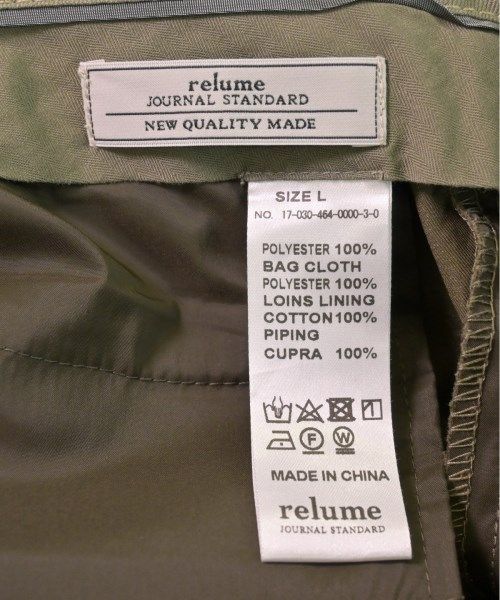 relume
JOURNAL STANDARD
NEW QUALITY MADE
SIZE L
NO. 17-030-464-0000-3-0
POLYESTER 100%
BAG CLOTH
POLYESTER 100%
LOINS LINING
COTTON 100%
PIPING
CUPRA 100%
F W
MADE IN CHINA
relume
JOURNAL STANDARD